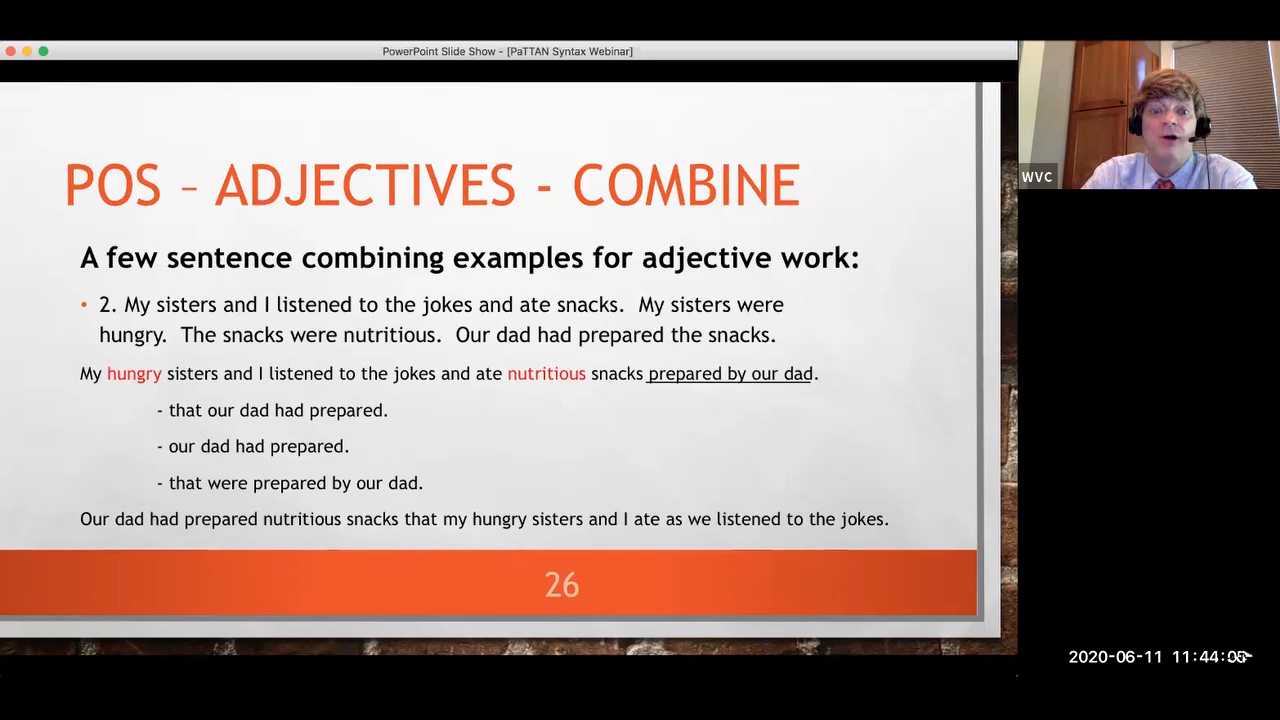 PowerPoint Slide Show - [PaTTAN Syntax Webinar]
WVC
POS – ADJECTIVES - COMBINE
A few sentence combining examples for adjective work:
• 2. My sisters and I listened to the jokes and ate snacks. My sisters were
hungry. The snacks were nutritious. Our dad had prepared the snacks.
My hungry sisters and I listened to the jokes and ate nutritious snacks prepared by our dad.
- that our dad had prepared.
- our dad had prepared.
- that were prepared by our dad.
Our dad had prepared nutritious snacks that my hungry sisters and I ate as we listened to the jokes.
26
2020-06-11 11:44:05